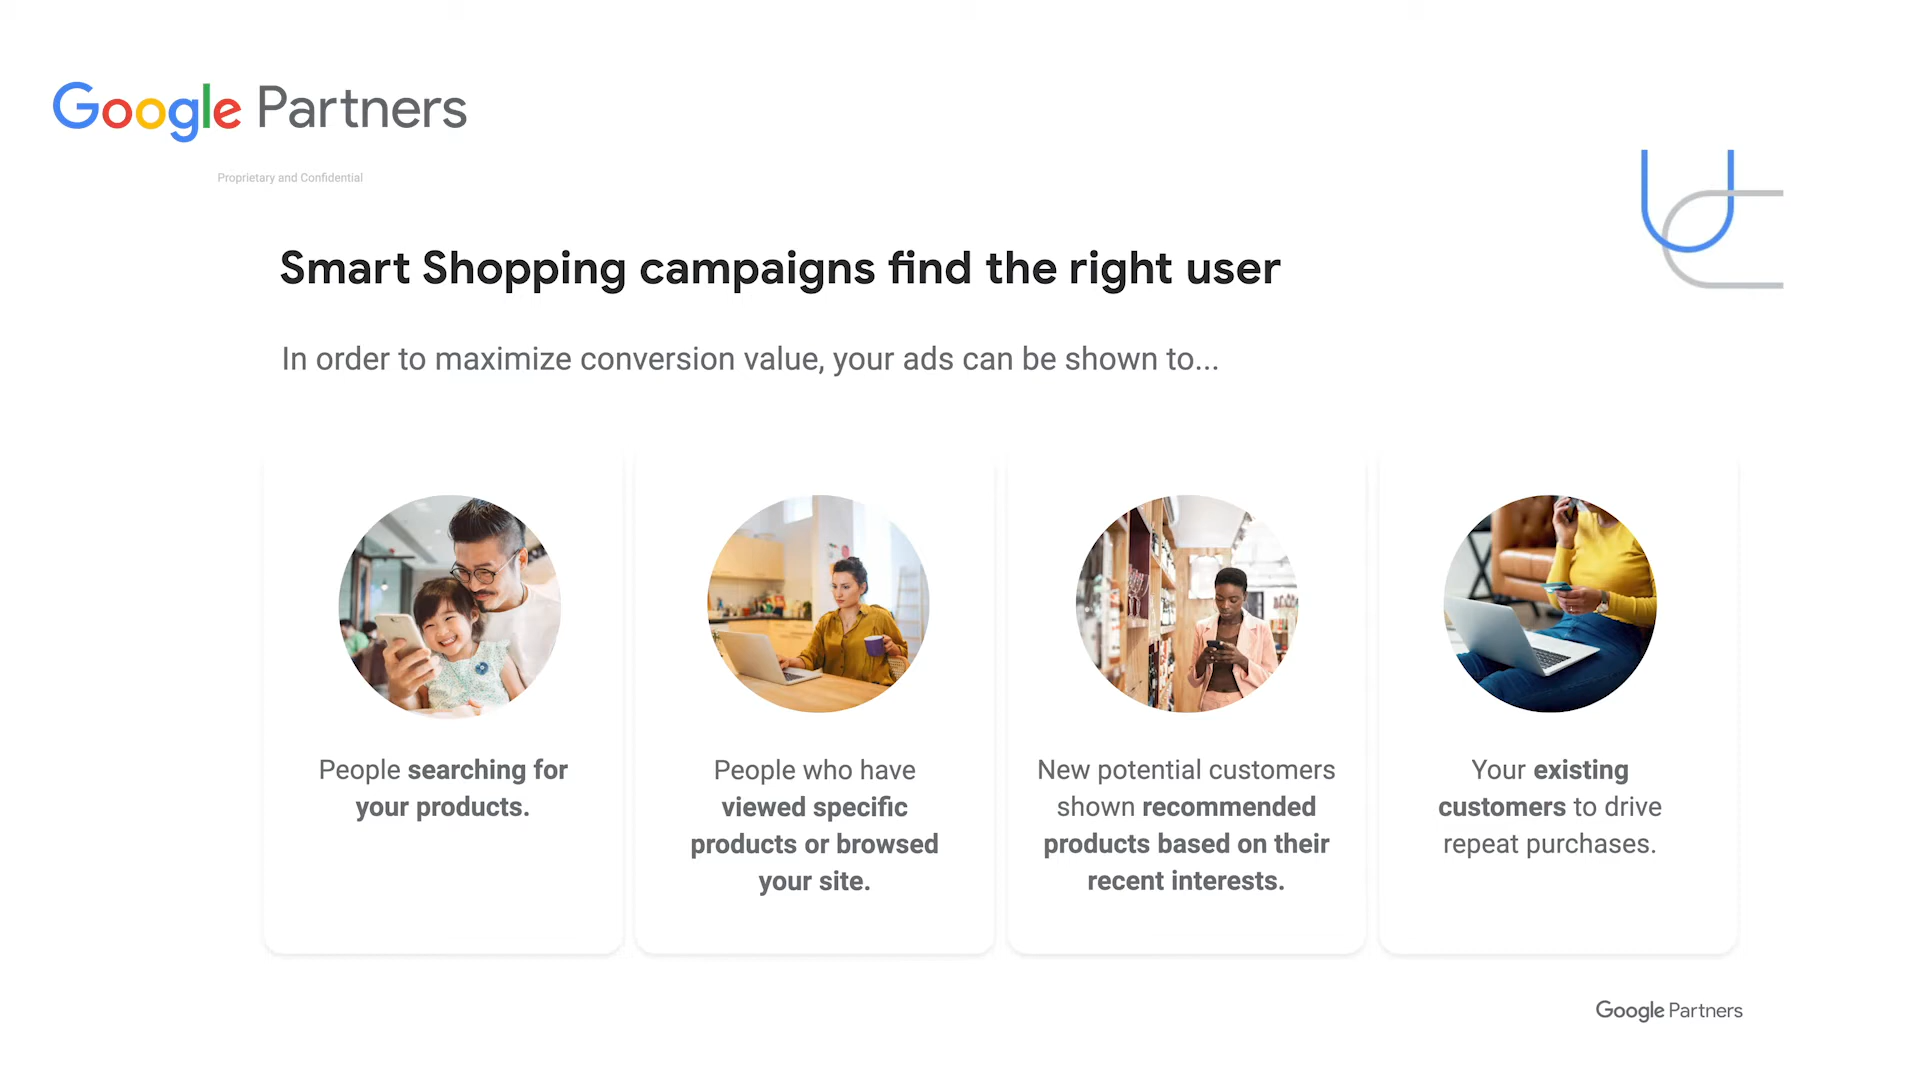 Google Partners
Proprietary and Confidential
Smart Shopping campaigns find the right user
In order to maximize conversion value, your ads can be shown to...
People searching for
your products.
People who have
viewed specific
products or browsed
your site.
New potential customers
shown recommended
products based on their
recent interests.
Your existing
customers to drive
repeat purchases.
Google Partners